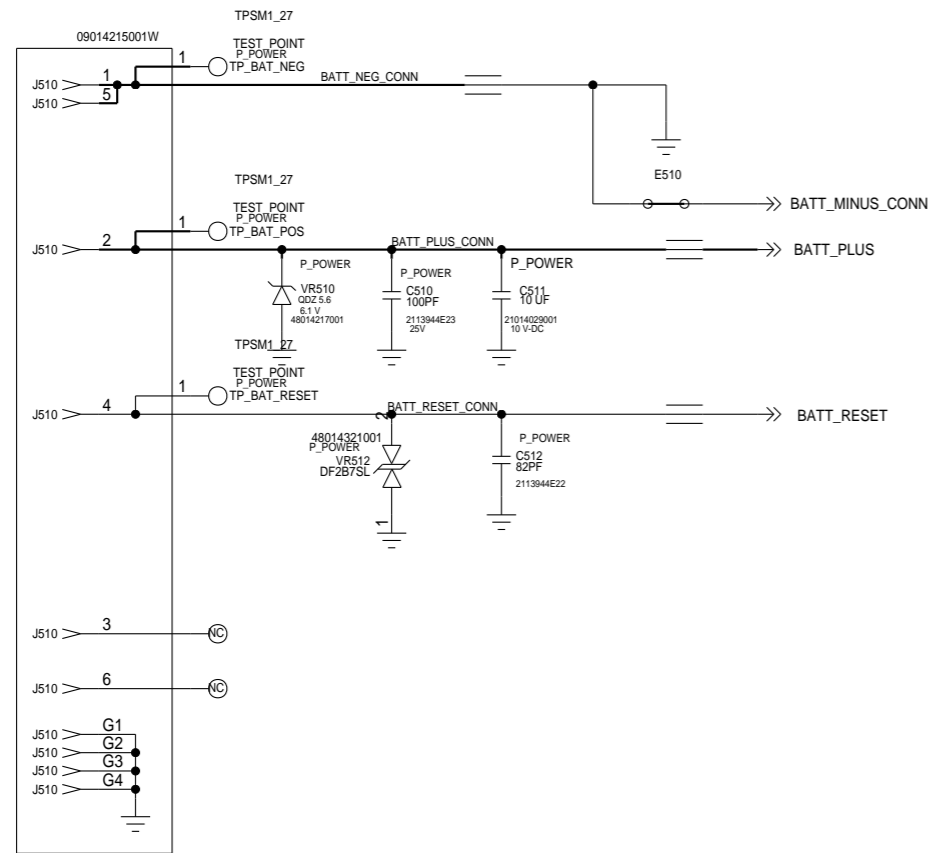 TPSM1_27
09014215001W
TEST_POINT
P_POWER
1 TP_BAT_NEG
J510 1 BATT_NEG_CONN
J510 5
E510
BATT_MINUS_CONN
TPSM1_27
TEST_POINT
P_POWER
1 TP_BAT_POS
J510 2 BATT_PLUS_CONN BATT_PLUS
P_POWER
VR510
QDZ 5.6
6.1 V
48014217001
P_POWER
C510
100PF
2113944E23
25V
P_POWER
C511
10 UF
21014029001
10 V-DC
TPSM1_27
TEST_POINT
P_POWER
1 TP_BAT_RESET
J510 4 BATT_RESET_CONN BATT_RESET
2
48014321001
P_POWER
VR512
DF2B7SL
1
P_POWER
C512
82PF
2113944E22
J510 3 NC
J510 6 NC
J510 G1
J510 G2
J510 G3
J510 G4